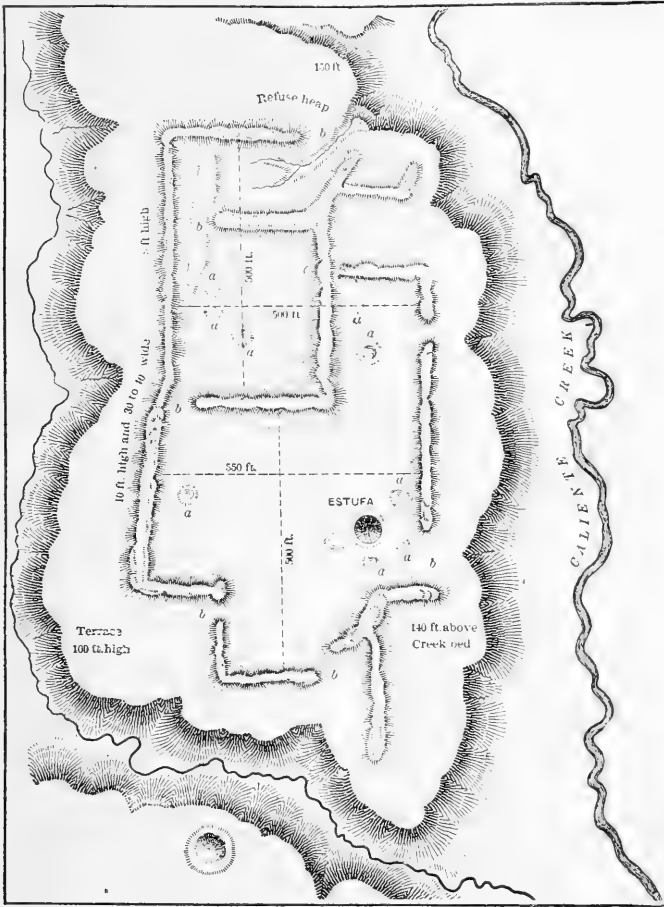 150 ft
Refuse heap
b
ft high
b
a
300 ft.
500 ft
a
a
a
a
10 ft. high and 30 to 40 wide
b
550 ft.
a
a
ESTUFA
500 ft.
a
a
b
b
Terrace
100 ft. high
140 ft. above
Creek bed
b
CALIENTE CREEK